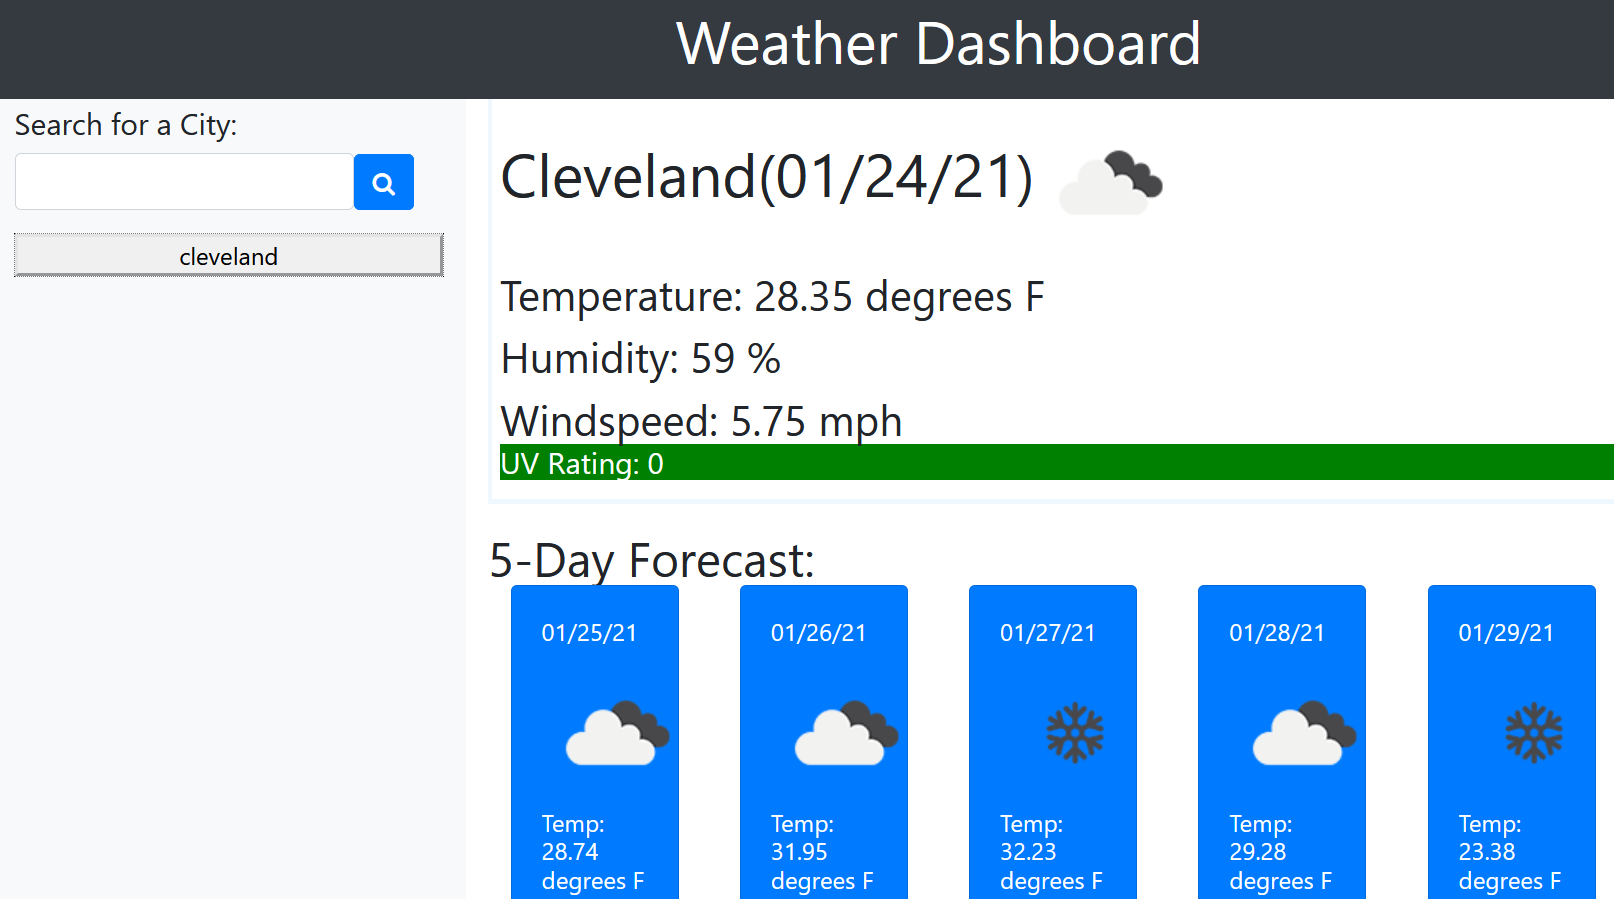 Weather Dashboard
Search for a City:
cleveland
Cleveland(01/24/21)
Temperature: 28.35 degrees F
Humidity: 59 %
Windspeed: 5.75 mph
UV Rating: 0
5-Day Forecast:
01/25/21
Temp:
28.74
degrees F
01/26/21
Temp:
31.95
degrees F
01/27/21
Temp:
32.23
degrees F
01/28/21
Temp:
29.28
degrees F
01/29/21
Temp:
23.38
degrees F